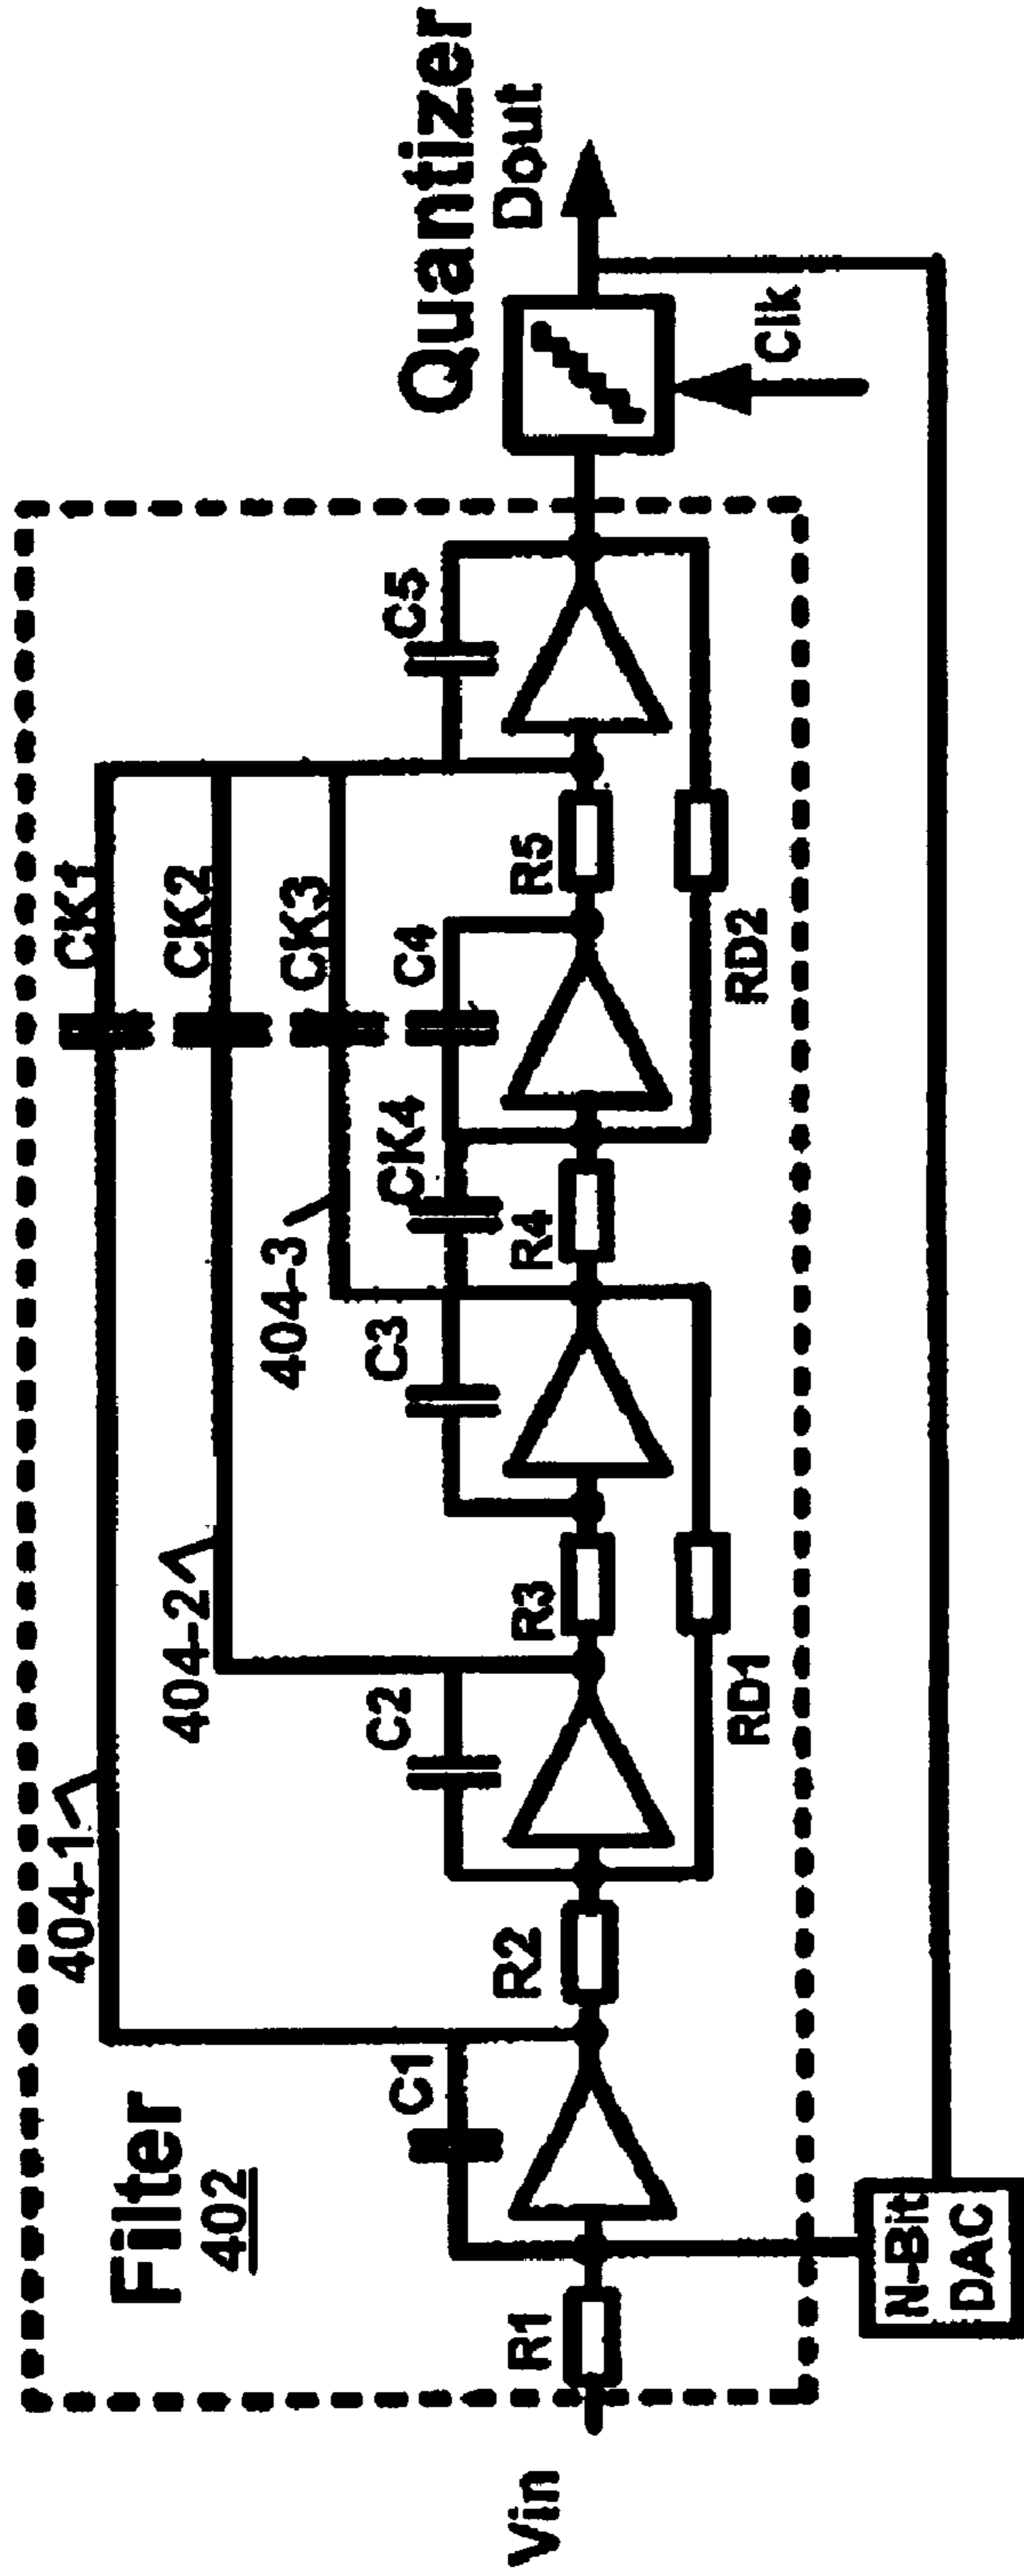 Filter
402
404-1
404-2
404-3
CK1
CK2
CK3
CK4
C1
C2
C3
C4
C5
Vin
R1
R2
R3
R4
R5
RD1
RD2
Quantizer
Dout
Clk
N-Bit
DAC